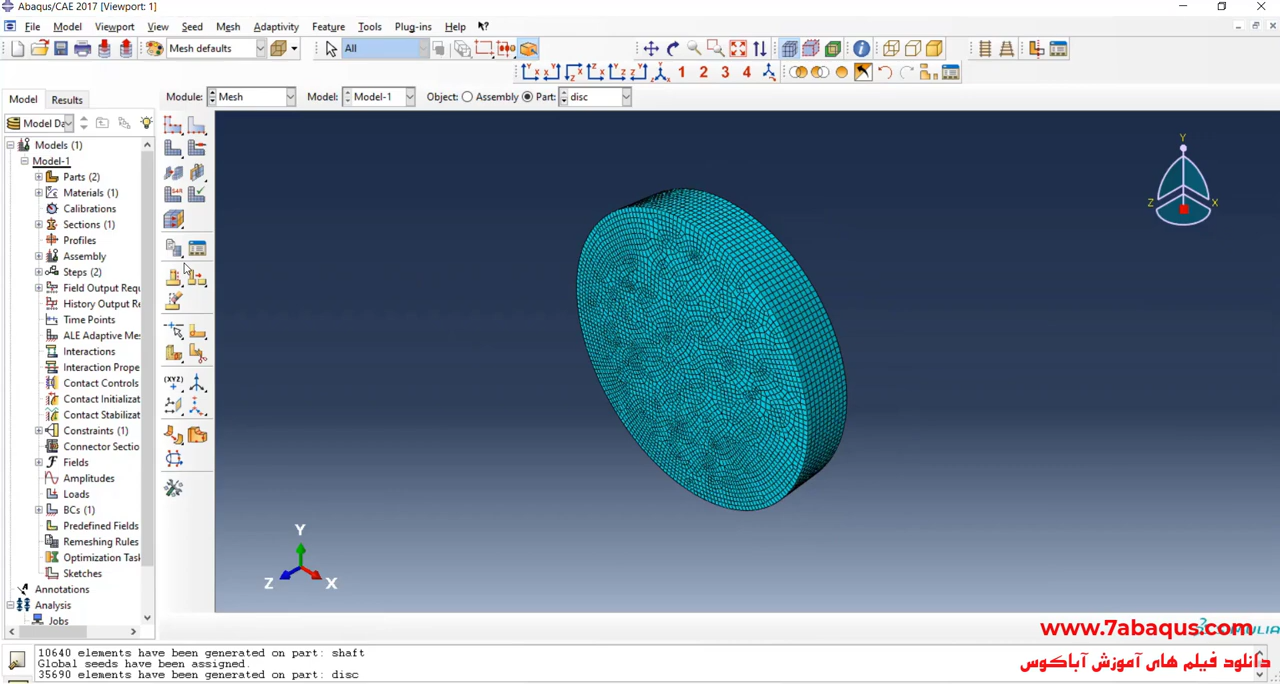 Abaqus/CAE 2017 [Viewport: 1]
File Model Viewport View Seed Mesh Adaptivity Feature Tools Plug-ins Help
Mesh defaults All
1 2 3 4
Model Results Module: Mesh Model: Model-1 Object: Assembly Part: disc
Model Da
Models (1)
Model-1
Parts (2)
Materials (1)
Calibrations
Sections (1)
Profiles
Assembly
Steps (2)
Field Output Requ
History Output R
Time Points
ALE Adaptive Mes
Interactions
Interaction Prope
Contact Controls
Contact Initializat
Contact Stabilizat
Constraints (1)
Connector Sectio
Fields
Amplitudes
Loads
BCs (1)
Predefined Fields
Remeshing Rules
Optimization Task
Sketches
Annotations
Analysis
Jobs
Y
Z X
Y
Z X
www.7abaqus.com
دانلود فیلم های آموزش آباکوس
10640 elements have been generated on part: shaft
Global seeds have been assigned.
35690 elements have been generated on part: disc